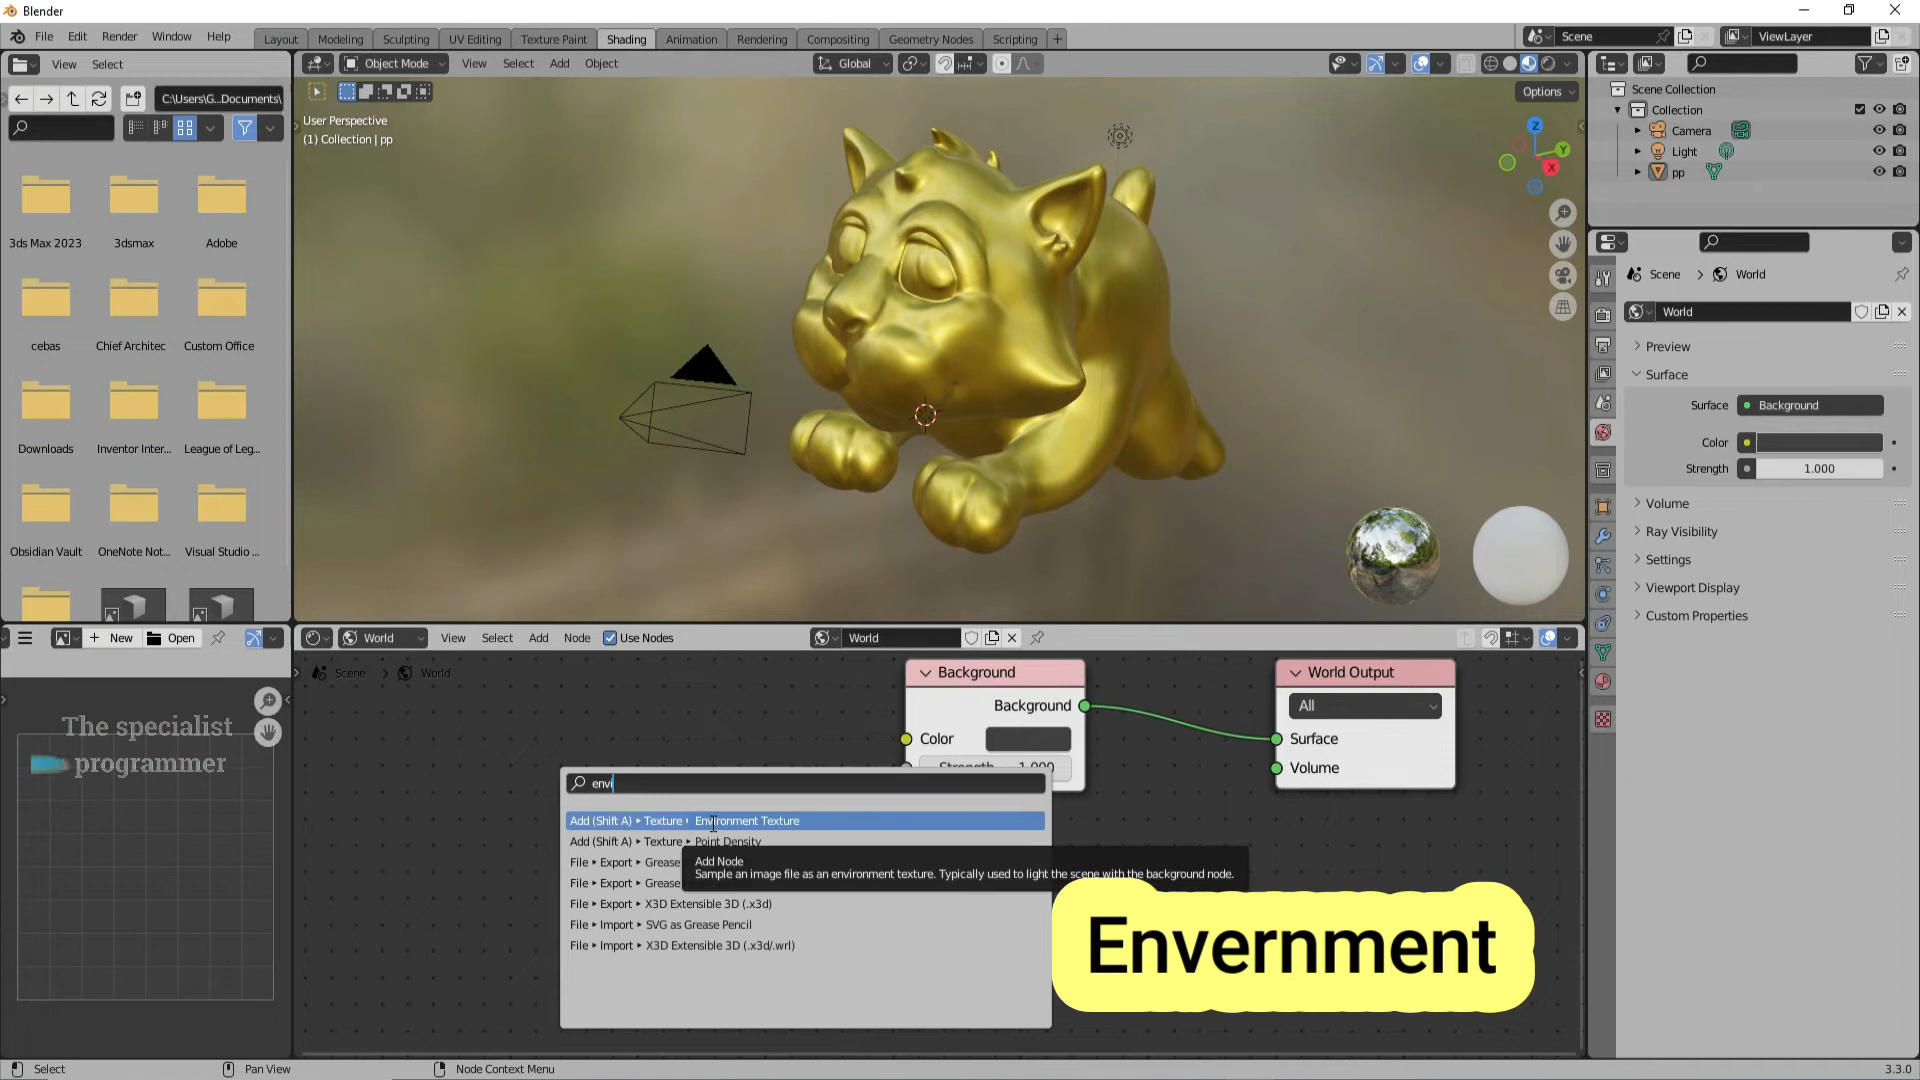 Blender
File Edit Render Window Help
Layout Modeling Sculpting UV Editing Texture Paint Shading Animation Rendering Compositing Geometry Nodes Scripting +
Scene
ViewLayer
View Select
Object Mode View Select Add Object
Global
C:\Users\G...Documents\
Options
User Perspective
(1) Collection | pp
Z
Y
X
3ds Max 2023 3dsmax Adobe
cebas Chief Architec Custom Office
Downloads Inventor Inter... League of Leg...
Obsidian Vault OneNote Not... Visual Studio ...
Scene Collection
Collection
Camera
Light
pp
Scene > World
World
Preview
Surface
Surface Background
Color
Strength 1.000
Volume
Ray Visibility
Settings
Viewport Display
Custom Properties
New Open
World View Select Add Node Use Nodes
World
Scene > World
The specialist
programmer
Background
Background
Color
Strength 1.000
World Output
All
Surface
Volume
envi
Add (Shift A) ▸ Texture ▸ Environment Texture
Add (Shift A) ▸ Texture ▸ Point Density
File ▸ Export ▸ Grease
File ▸ Export ▸ Grease
File ▸ Export ▸ X3D Extensible 3D (.x3d)
File ▸ Import ▸ SVG as Grease Pencil
File ▸ Import ▸ X3D Extensible 3D (.x3d/.wrl)
Add Node
Sample an image file as an environment texture. Typically used to light the scene with the background node.
Envernment
Select Pan View Node Context Menu
3.3.0